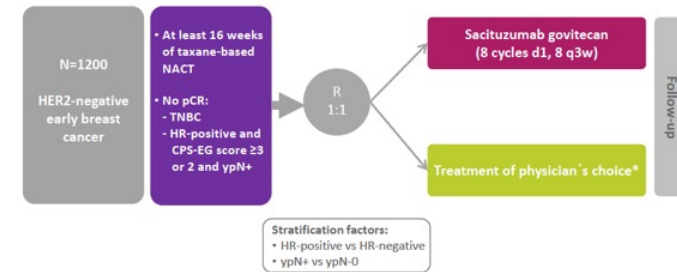 N=1200
HER2-negative
early breast
cancer
• At least 16 weeks
of taxane-based
NACT
• No pCR:
- TNBC
- HR-positive and
CPS-EG score ≥3
or 2 and ypN+
R
1:1
Sacituzumab govitecan
(8 cycles d1, 8 q3w)
Treatment of physician´s choice*
Follow-up
Stratification factors:
• HR-positive vs HR-negative
• ypN+ vs ypN-0